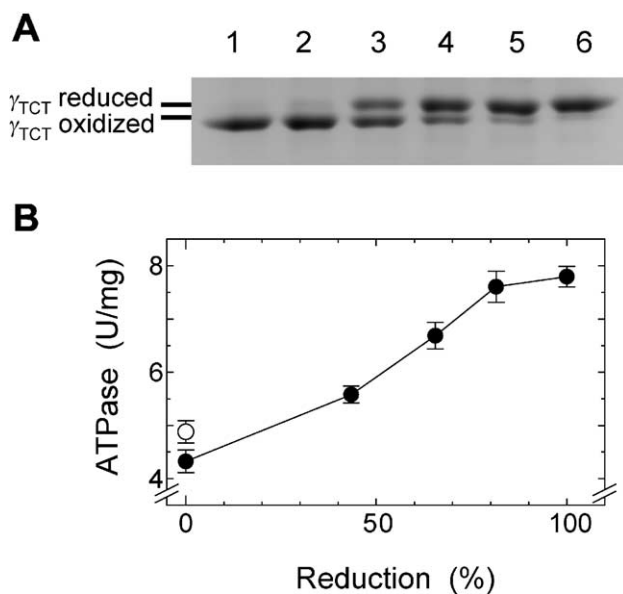 A
1 2 3 4 5 6
γTCT reduced
γTCT oxidized
B
8
6
4
ATPase (U/mg)
0 50 100
Reduction (%)